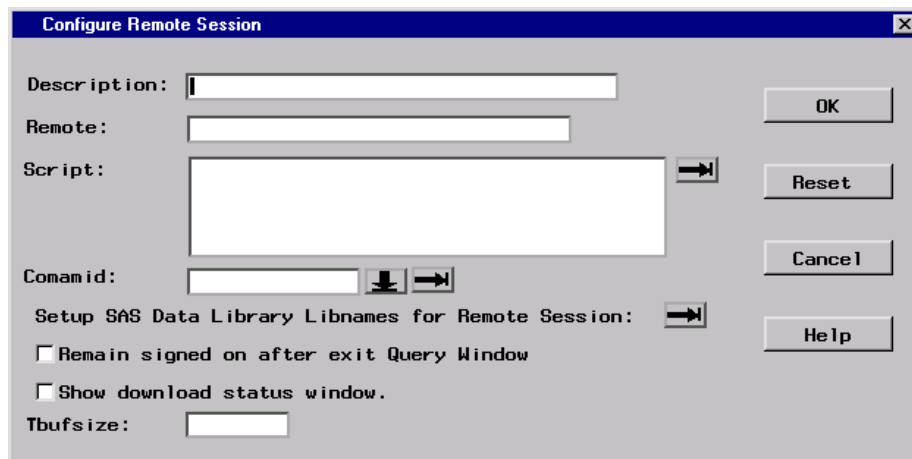 Configure Remote Session
Description:
OK
Remote:
Script:
Reset
Cancel
Comamid:
Setup SAS Data Library Libnames for Remote Session:
Help
Remain signed on after exit Query Window
Show download status window.
Tbufsize: